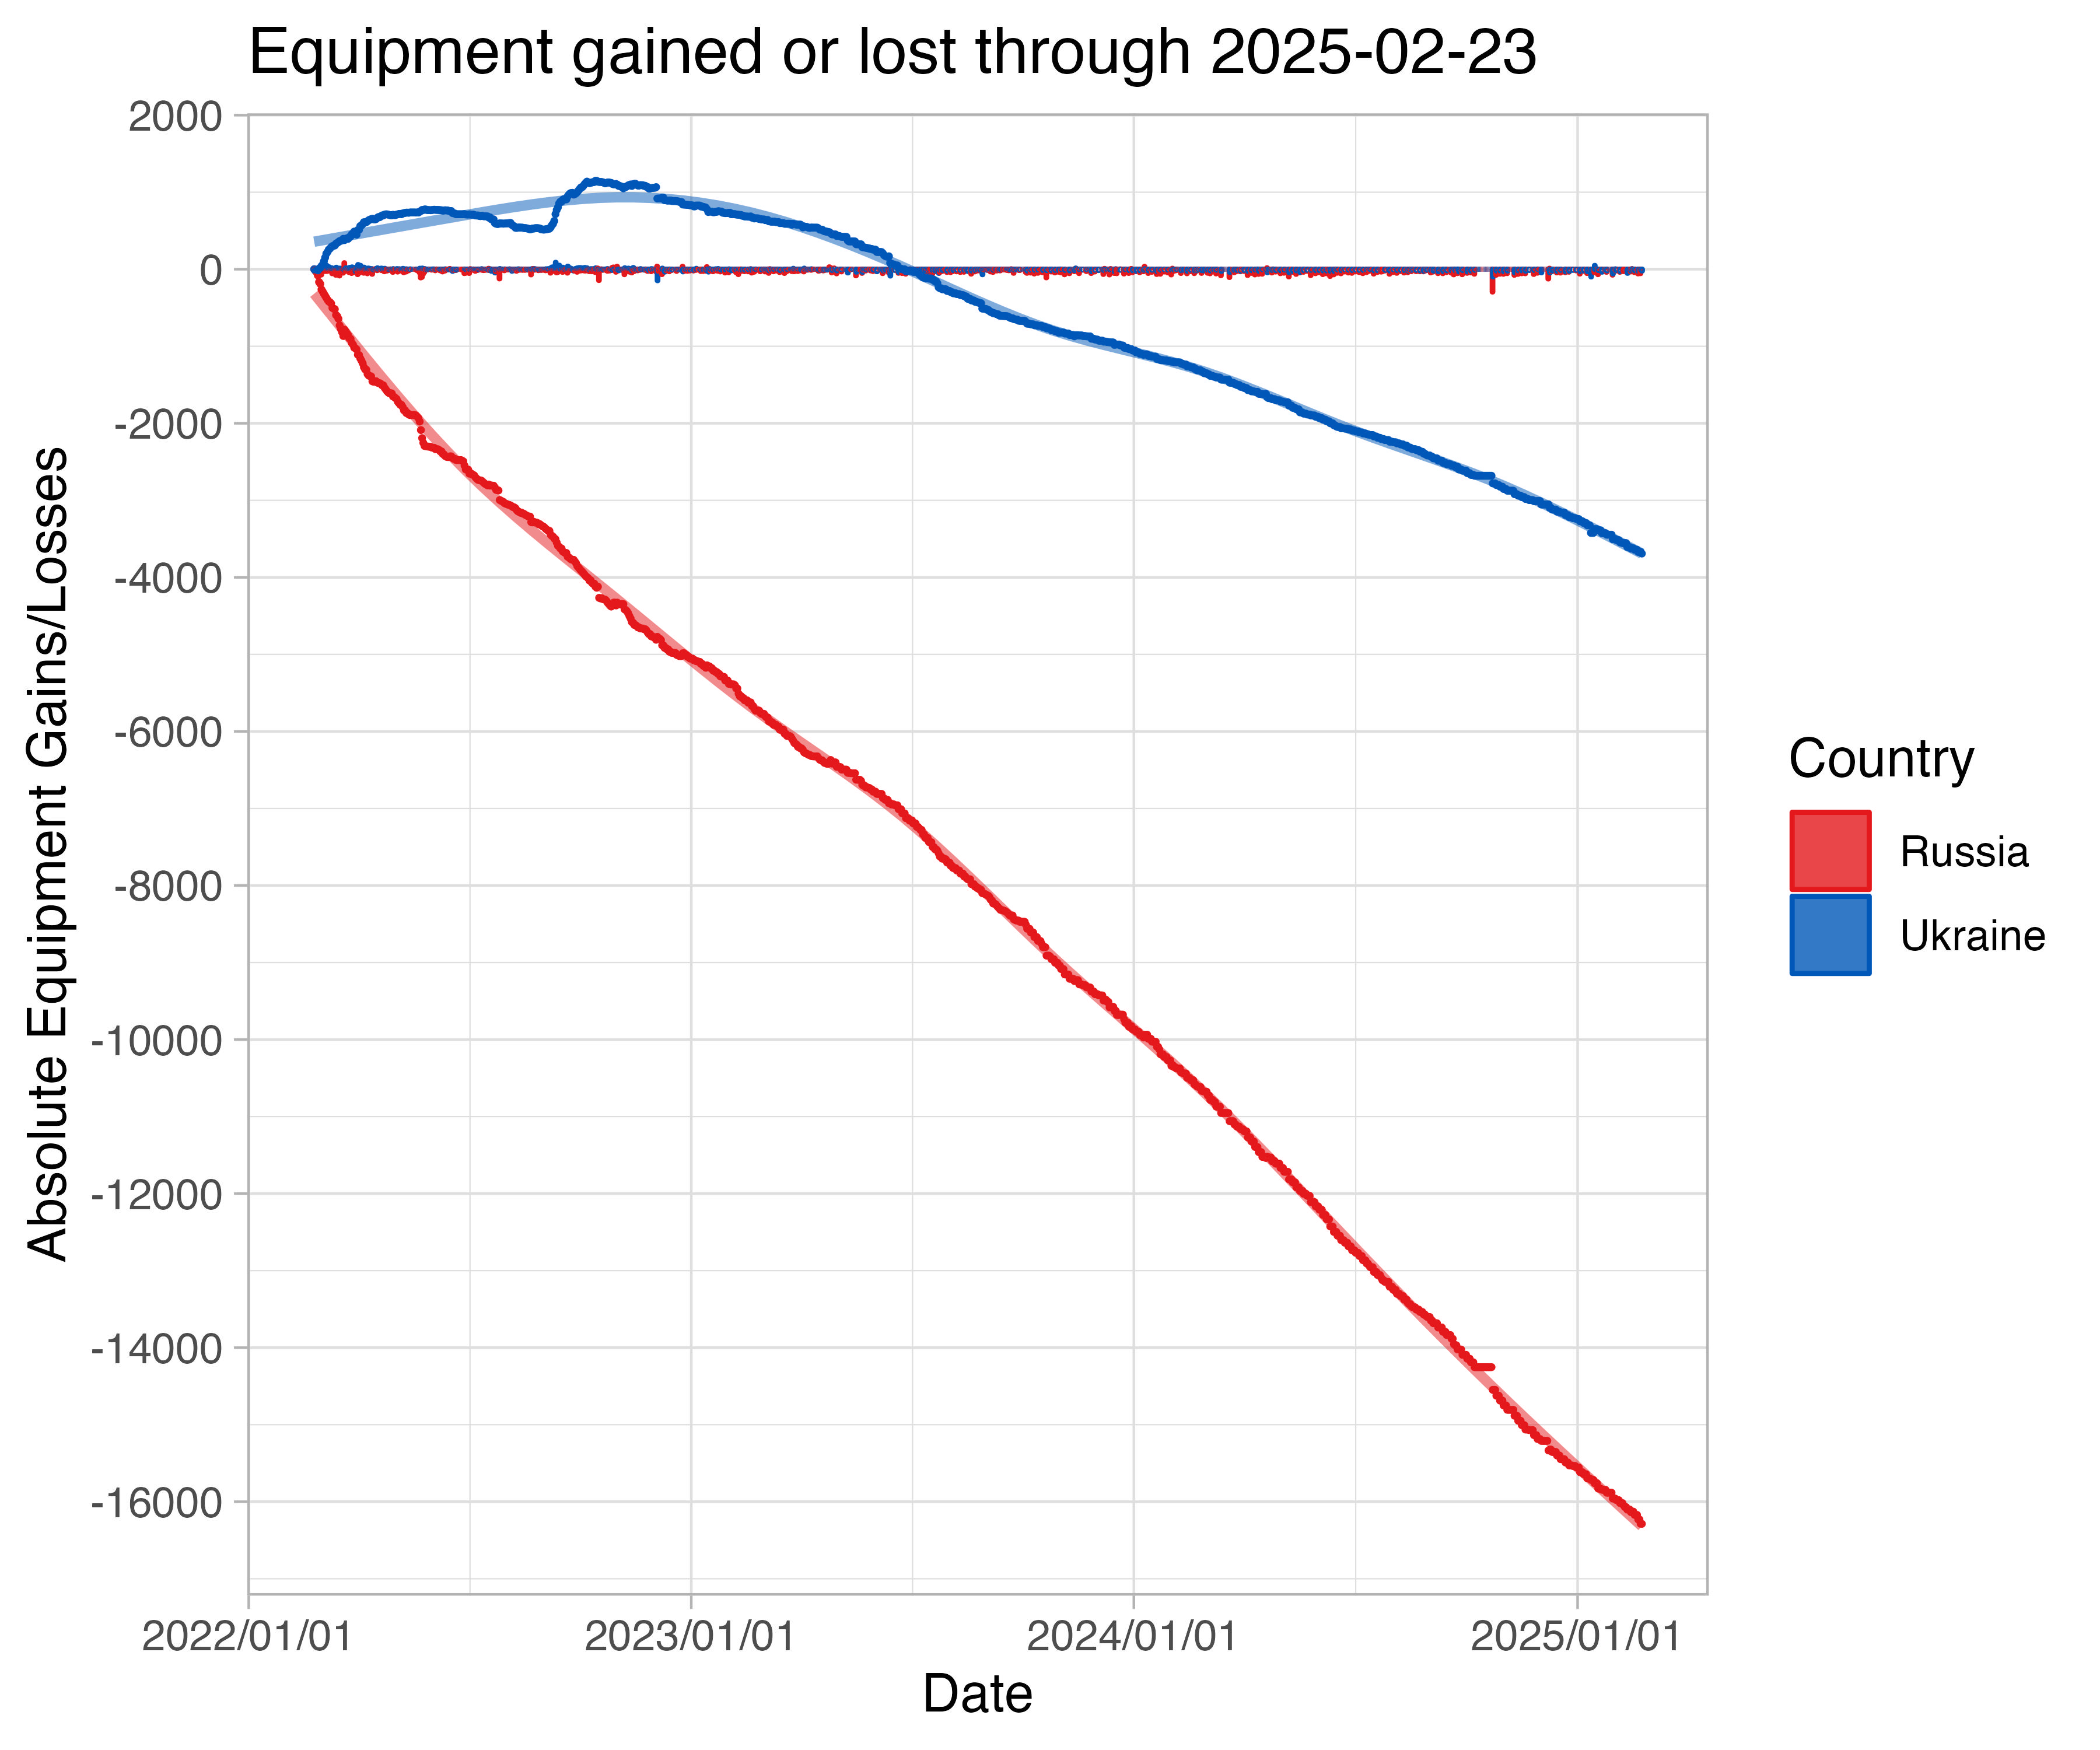 Equipment gained or lost through 2025-02-23
Absolute Equipment Gains/Losses
2000
0
-2000
-4000
-6000
-8000
-10000
-12000
-14000
-16000
2022/01/01
2023/01/01
2024/01/01
2025/01/01
Date
Country
Russia
Ukraine